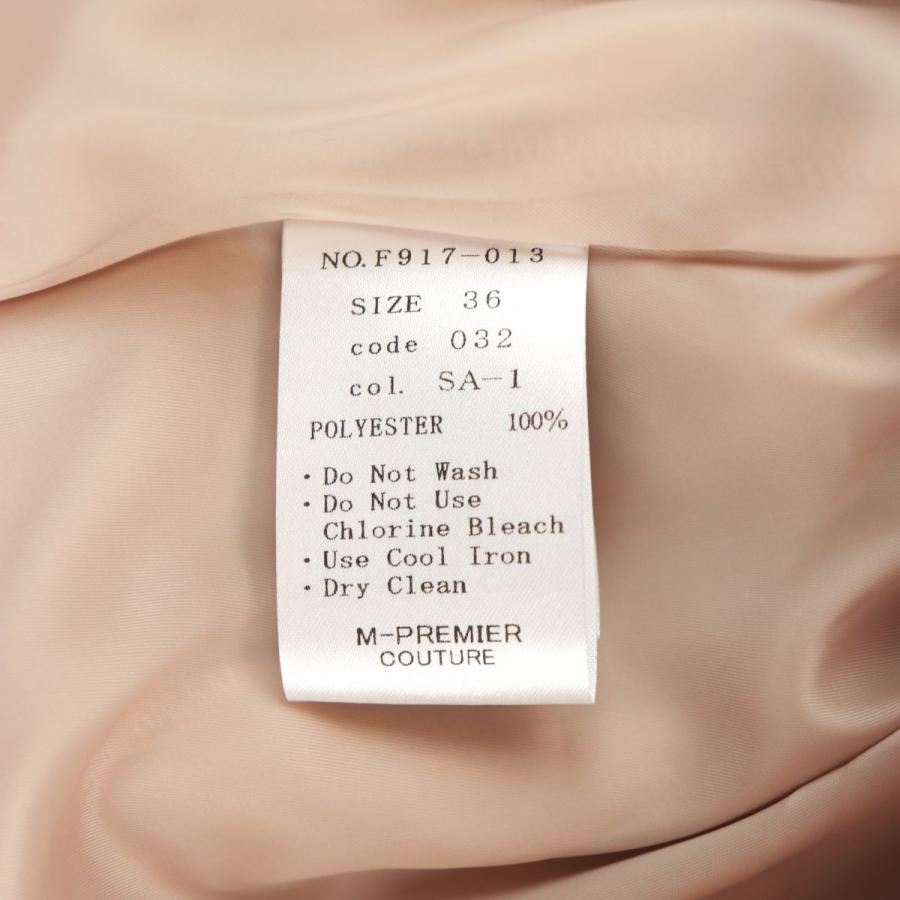 NO.F917-013
SIZE 36
code 032
col. SA-1
POLYESTER 100%
・Do Not Wash
・Do Not Use
Chlorine Bleach
・Use Cool Iron
・Dry Clean
M-PREMIER
COUTURE